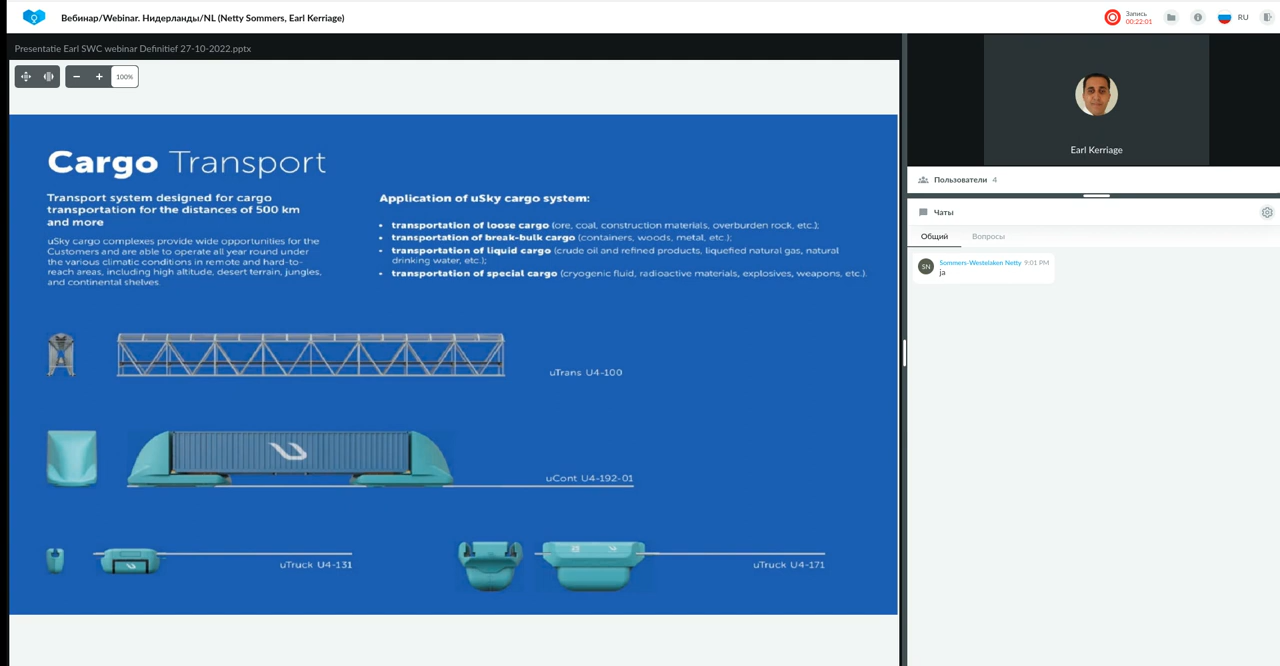 Вебинар/Webinar. Нидерланды/NL (Netty Sommers, Earl Kerriage)
Запись
00:22:01
RU
Presentatie Earl SWC webinar Definitief 27-10-2022.pptx
100%
Cargo Transport
Transport system designed for cargo
transportation for the distances of 500 km
and more
uSky cargo complexes provide wide opportunities for the
Customers and are able to operate all year round under
the various climatic conditions in remote and hard-to-
reach areas, including high altitude, desert terrain, jungles,
and continental shelves.
Application of uSky cargo system:
• transportation of loose cargo (ore, coal, construction materials, overburden rock, etc.);
• transportation of break-bulk cargo (containers, woods, metal, etc.);
• transportation of liquid cargo (crude oil and refined products, liquefied natural gas, natural
drinking water, etc.);
• transportation of special cargo (cryogenic fluid, radioactive materials, explosives, weapons, etc.).
uTrans U4-100
uCont U4-192-01
uTruck U4-131
uTruck U4-171
Earl Kerriage
Пользователи 4
Чаты
Общий
Вопросы
SN
Sommers-Westelaken Netty 9:01 PM
ja